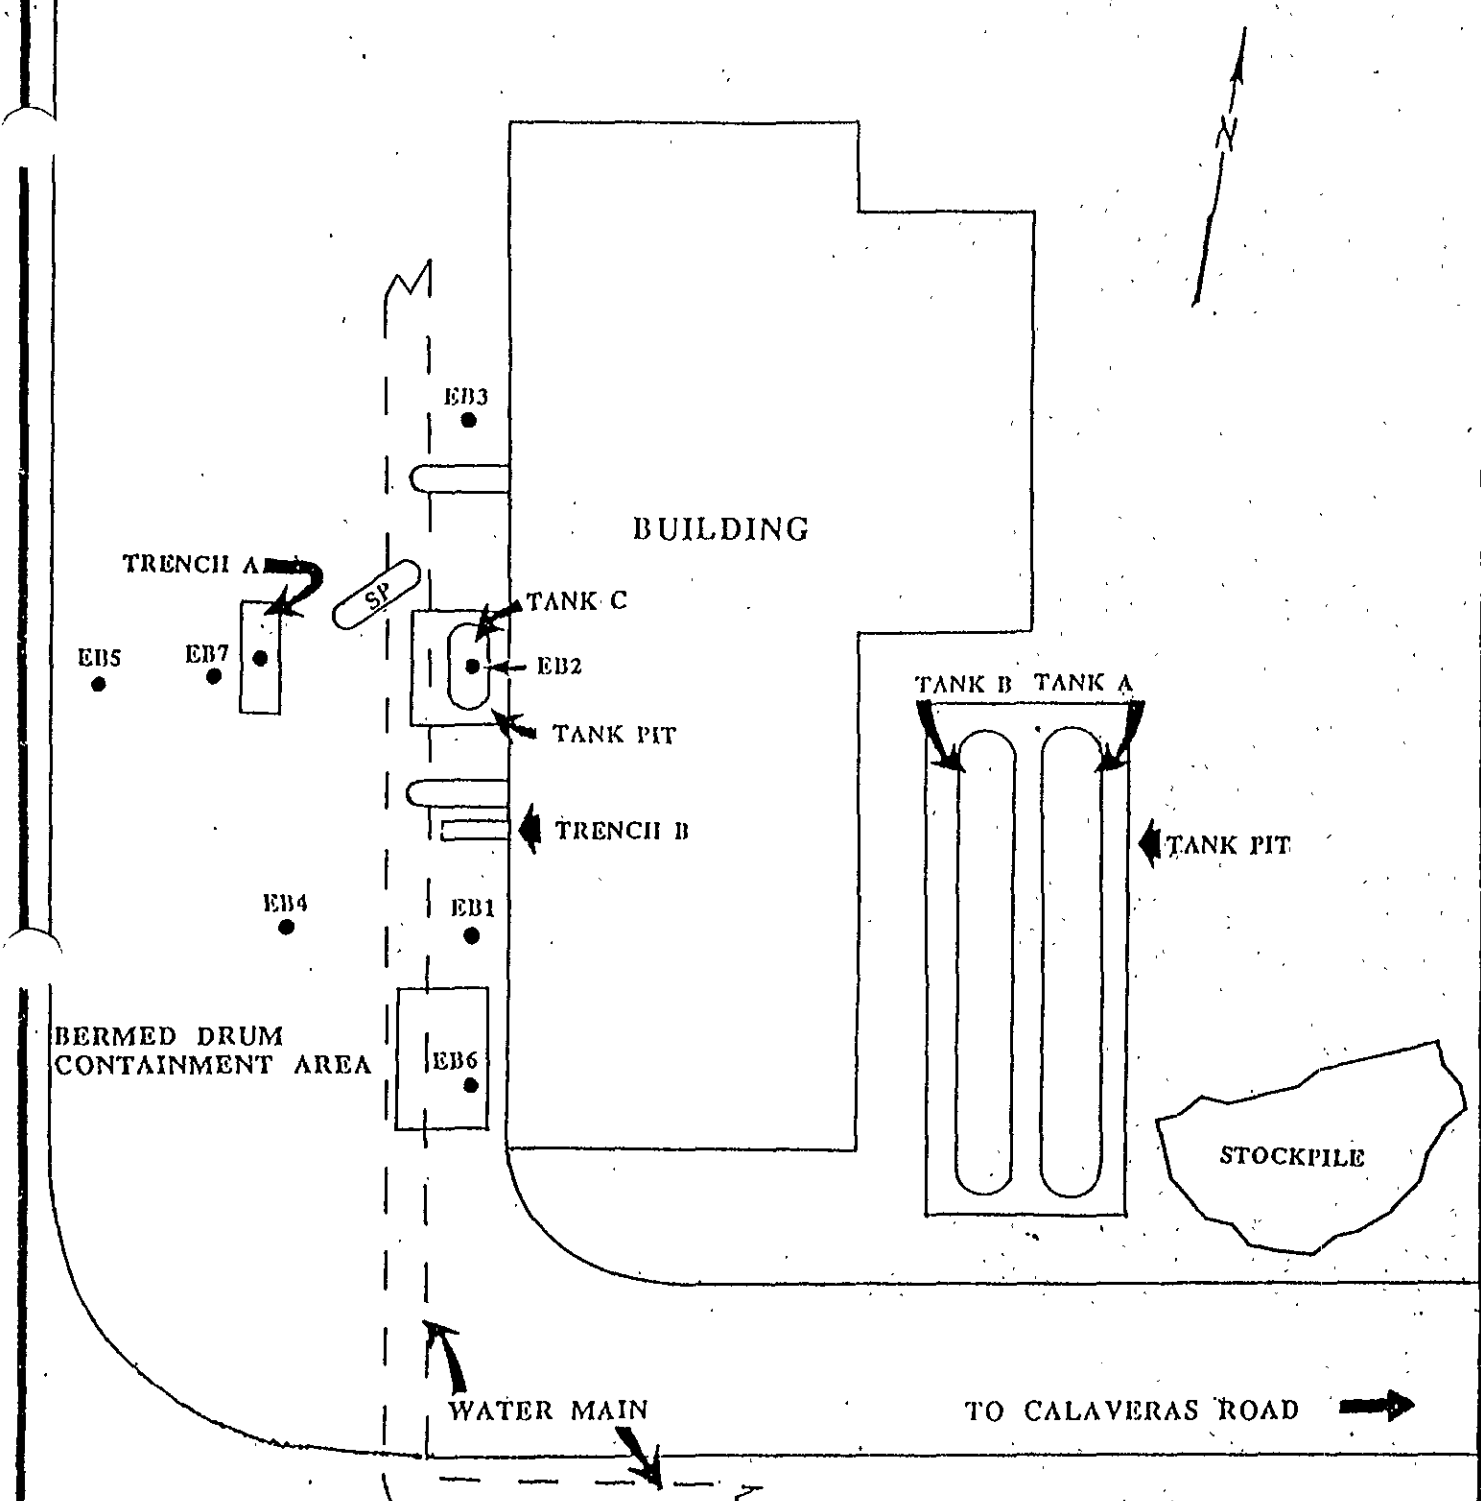 N
EB3
BUILDING
TRENCH A
SP
TANK C
EB5
EB7
EB2
TANK B
TANK A
TANK PIT
TRENCH B
TANK PIT
EB4
EB1
BERMED DRUM
CONTAINMENT AREA
EB6
STOCKPILE
WATER MAIN
TO CALAVERAS ROAD